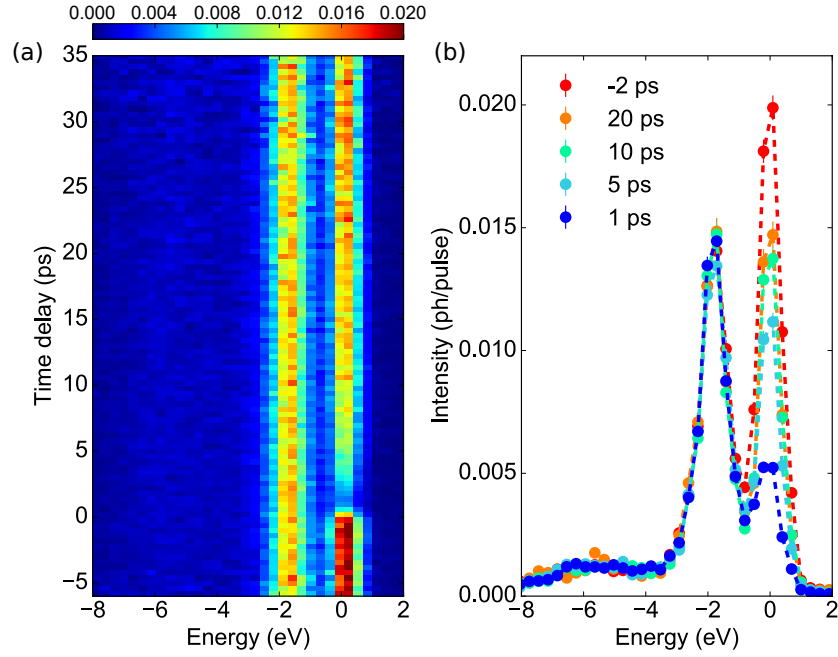 0.000 0.004 0.008 0.012 0.016 0.020
(a)
35
30
25
20
15
10
5
0
−5
Time delay (ps)
−8 −6 −4 −2 0 2
Energy (eV)
(b)
0.020
0.015
0.010
0.005
0.000
Intensity (ph/pulse)
-2 ps
20 ps
10 ps
5 ps
1 ps
−8 −6 −4 −2 0 2
Energy (eV)